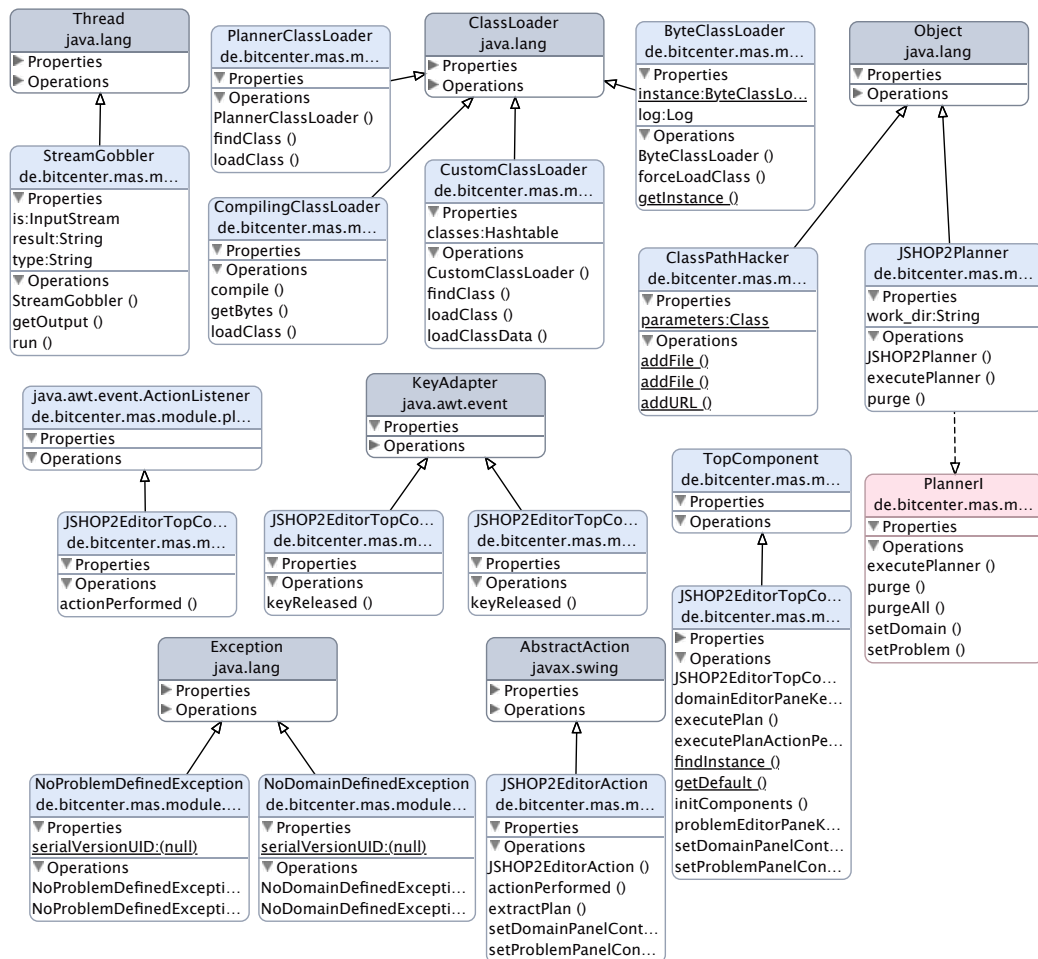 Thread
java.lang
Properties
Operations
PlannerClassLoader
de.bitcenter.mas.m...
Properties
Operations
PlannerClassLoader ()
findClass ()
loadClass ()
ClassLoader
java.lang
Properties
Operations
ByteClassLoader
de.bitcenter.mas.m...
Properties
instance:ByteClassLo...
log:Log
Operations
ByteClassLoader ()
forceLoadClass ()
getInstance ()
Object
java.lang
Properties
Operations
StreamGobbler
de.bitcenter.mas.m...
Properties
is:InputStream
result:String
type:String
Operations
StreamGobbler ()
getOutput ()
run ()
CompilingClassLoader
de.bitcenter.mas.m...
Properties
Operations
compile ()
getBytes ()
loadClass ()
CustomClassLoader
de.bitcenter.mas.m...
Properties
classes:Hashtable
Operations
CustomClassLoader ()
findClass ()
loadClass ()
loadClassData ()
ClassPathHacker
de.bitcenter.mas.m...
Properties
parameters:Class
Operations
addFile ()
addFile ()
addURL ()
JSHOP2Planner
de.bitcenter.mas.m...
Properties
work_dir:String
Operations
JSHOP2Planner ()
executePlanner ()
purge ()
java.awt.event.ActionListener
de.bitcenter.mas.module.pl...
Properties
Operations
KeyAdapter
java.awt.event
Properties
Operations
TopComponent
de.bitcenter.mas.m...
Properties
Operations
PlannerI
de.bitcenter.mas.m...
Properties
Operations
executePlanner ()
purge ()
purgeAll ()
setDomain ()
setProblem ()
JSHOP2EditorTopCo...
de.bitcenter.mas.m...
Properties
Operations
actionPerformed ()
JSHOP2EditorTopCo...
de.bitcenter.mas.m...
Properties
Operations
keyReleased ()
JSHOP2EditorTopCo...
de.bitcenter.mas.m...
Properties
Operations
keyReleased ()
JSHOP2EditorTopCo...
de.bitcenter.mas.m...
Properties
Operations
JSHOP2EditorTopCo...
domainEditorPaneKe...
executePlan ()
executePlanActionPe...
findInstance ()
getDefault ()
initComponents ()
problemEditorPaneK...
setDomainPanelCont...
setProblemPanelCon...
Exception
java.lang
Properties
Operations
AbstractAction
javax.swing
Properties
Operations
NoProblemDefinedException
de.bitcenter.mas.module....
Properties
serialVersionUID:(null)
Operations
NoProblemDefinedExcepti...
NoProblemDefinedExcepti...
NoDomainDefinedException
de.bitcenter.mas.module....
Properties
serialVersionUID:(null)
Operations
NoDomainDefinedExcepti...
NoDomainDefinedExcepti...
JSHOP2EditorAction
de.bitcenter.mas.m...
Properties
Operations
JSHOP2EditorAction ()
actionPerformed ()
extractPlan ()
setDomainPanelCont...
setProblemPanelCon...